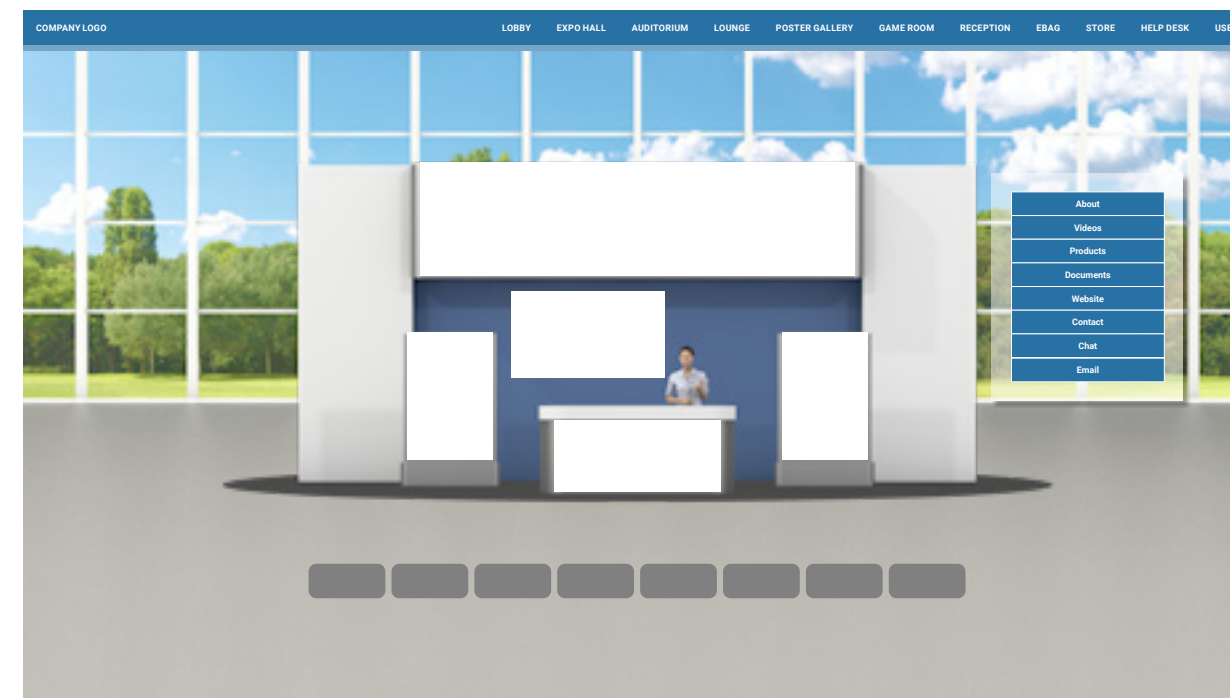 COMPANY LOGO LOBBY EXPO HALL AUDITORIUM LOUNGE POSTER GALLERY GAME ROOM RECEPTION EBAG STORE HELP DESK USE
About
Videos
Products
Documents
Website
Contact
Chat
Email